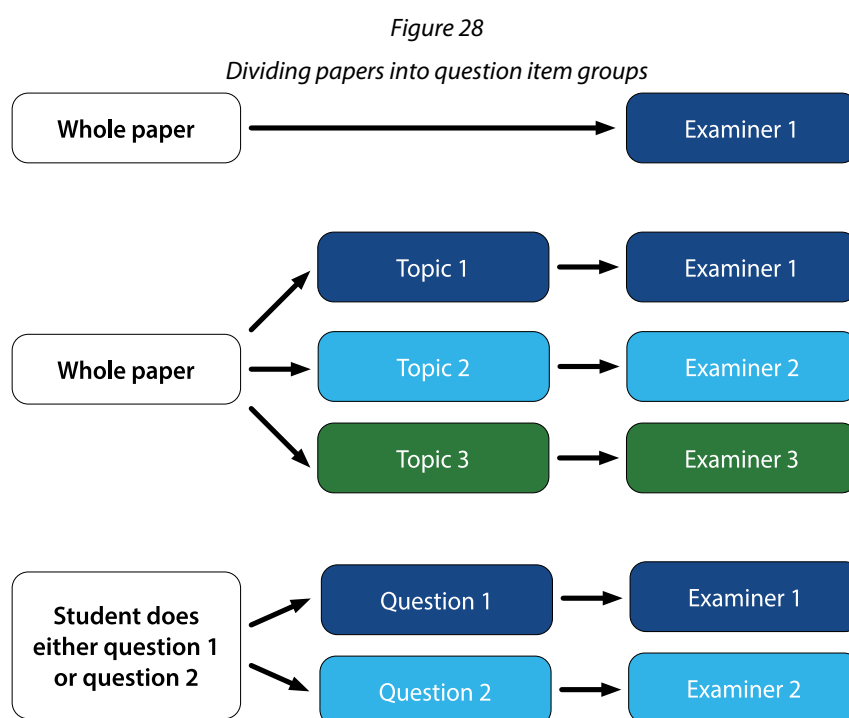 Figure 28
Dividing papers into question item groups
Whole paper
Examiner 1
Topic 1
Examiner 1
Whole paper
Topic 2
Examiner 2
Topic 3
Examiner 3
Student does
either question 1
or question 2
Question 1
Examiner 1
Question 2
Examiner 2